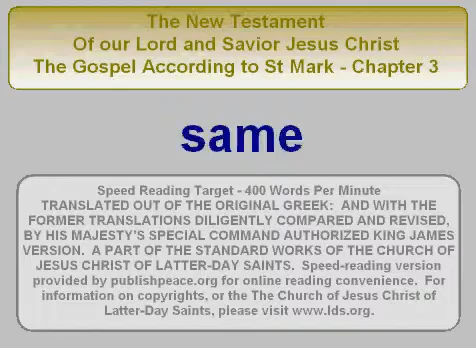 The New Testament
Of our Lord and Savior Jesus Christ
The Gospel According to St Mark - Chapter 3
same
Speed Reading Target - 400 Words Per Minute
TRANSLATED OUT OF THE ORIGINAL GREEK:  AND WITH THE
FORMER TRANSLATIONS DILIGENTLY COMPARED AND REVISED,
BY HIS MAJESTY'S SPECIAL COMMAND AUTHORIZED KING JAMES
VERSION.  A PART OF THE STANDARD WORKS OF THE CHURCH OF
JESUS CHRIST OF LATTER-DAY SAINTS.  Speed-reading version
provided by publishpeace.org for online reading convenience.  For
information on copyrights, or the The Church of Jesus Christ of
Latter-Day Saints, please visit www.lds.org.